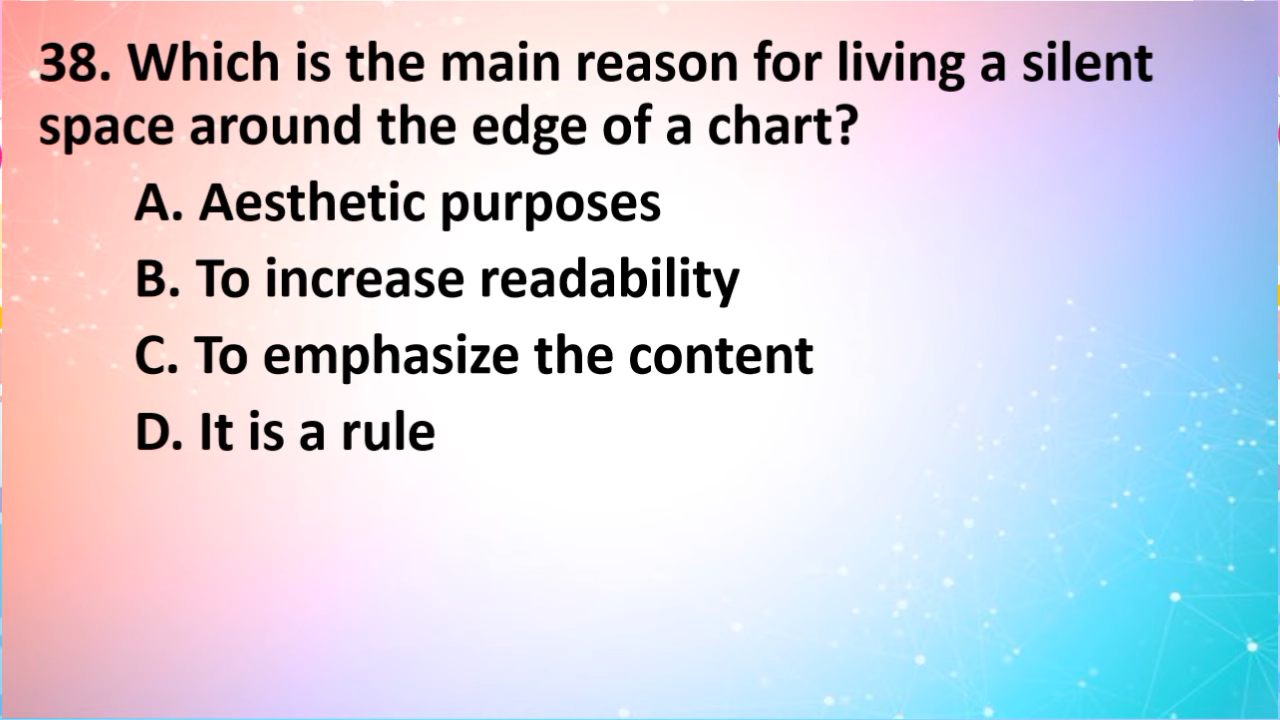 38. Which is the main reason for living a silent
space around the edge of a chart?
A. Aesthetic purposes
B. To increase readability
C. To emphasize the content
D. It is a rule